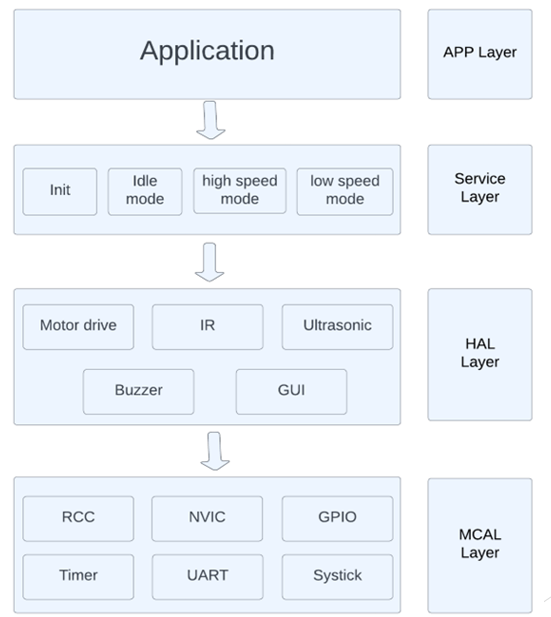 Application
APP Layer
Init
Idle
mode
high speed
mode
low speed
mode
Service
Layer
Motor drive
IR
Ultrasonic
Buzzer
GUI
HAL
Layer
RCC
NVIC
GPIO
Timer
UART
Systick
MCAL
Layer